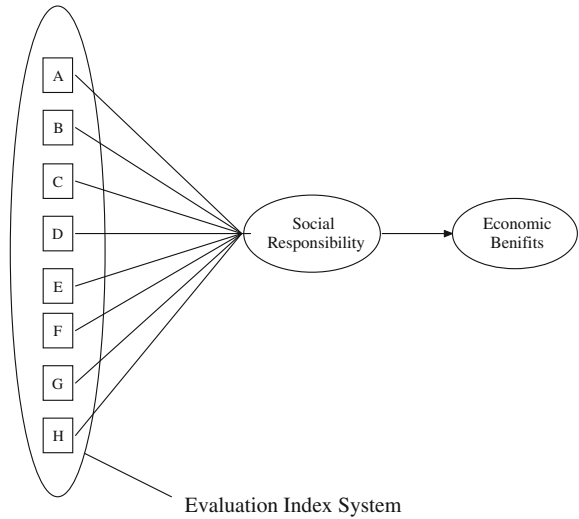 A
B
C
D
E
F
G
H
Social
Responsibility
Economic
Benifits
Evaluation Index System